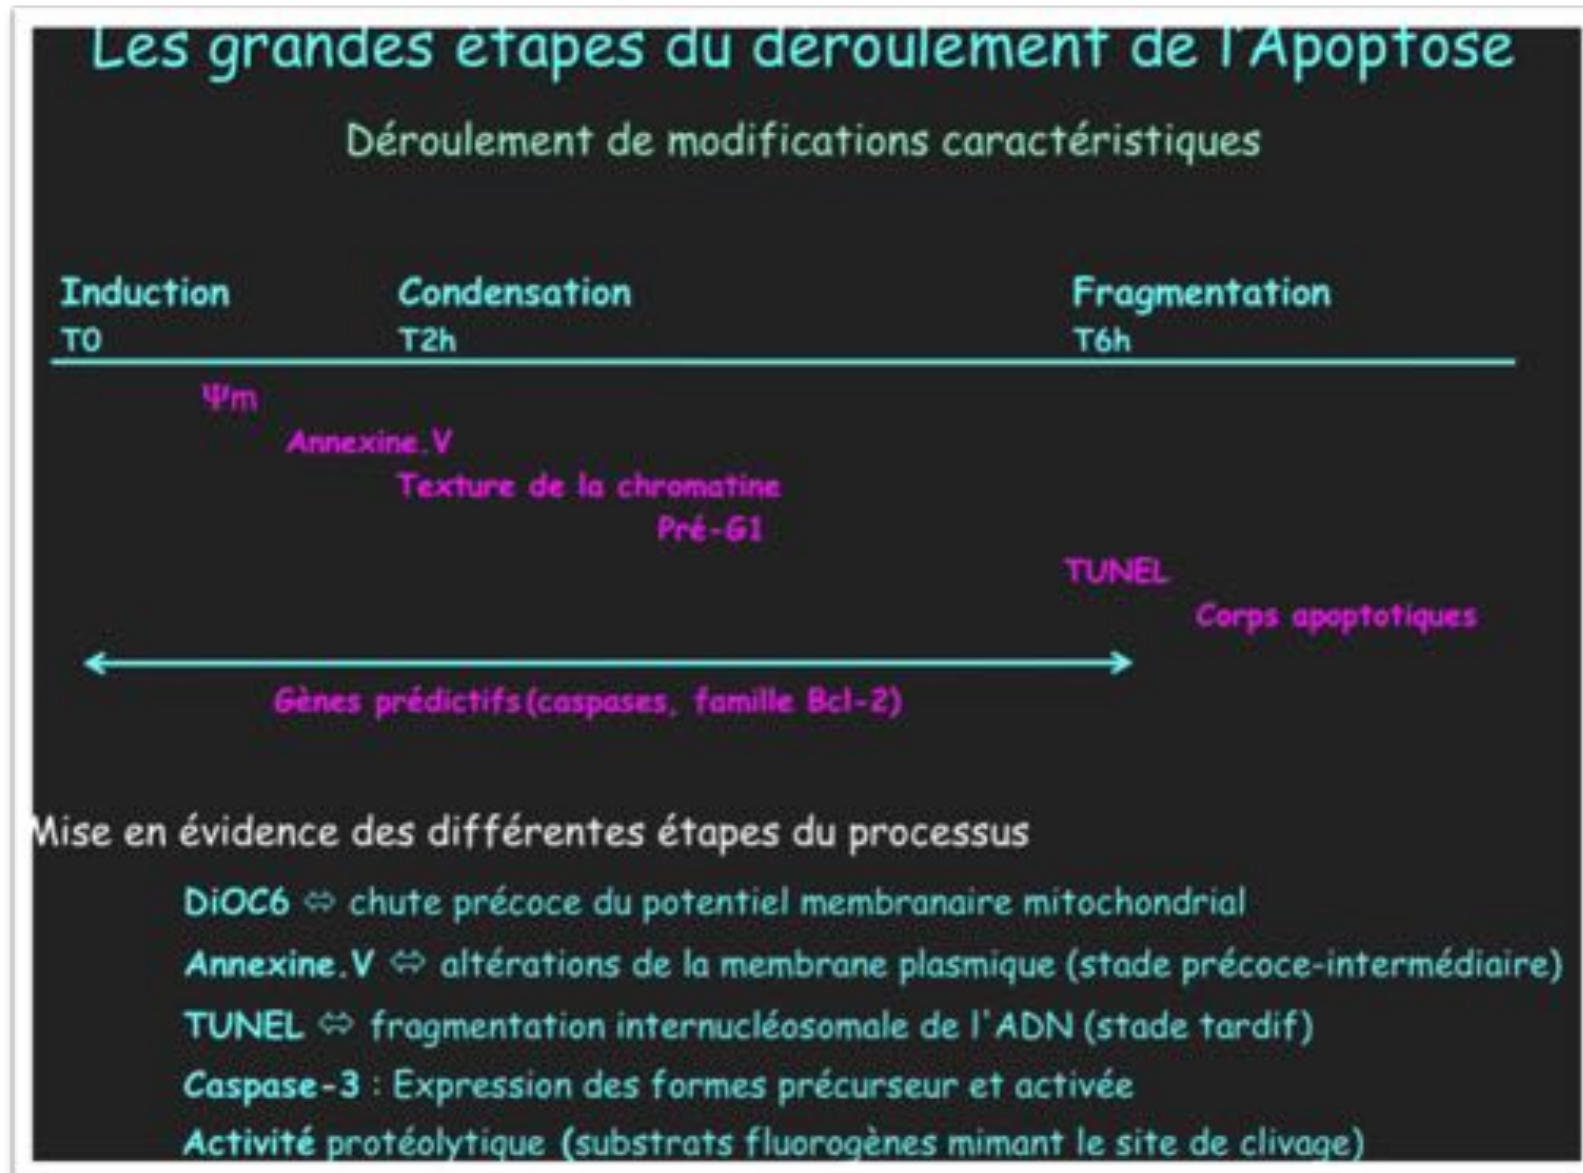 Les grandes étapes du déroulement de l'Apoptose
Déroulement de modifications caractéristiques
Induction Condensation Fragmentation
T0 T2h T6h
Ψm
Annexine.V
Texture de la chromatine
Pré-G1
TUNEL
Corps apoptotiques
Gènes prédictifs(caspases, famille Bcl-2)
Mise en évidence des différentes étapes du processus
DiOC6 ⇔ chute précoce du potentiel membranaire mitochondrial
Annexine.V ⇔ altérations de la membrane plasmique (stade précoce-intermédiaire)
TUNEL ⇔ fragmentation internucléosomale de l'ADN (stade tardif)
Caspase-3 : Expression des formes précurseur et activée
Activité protéolytique (substrats fluorogènes mimant le site de clivage)